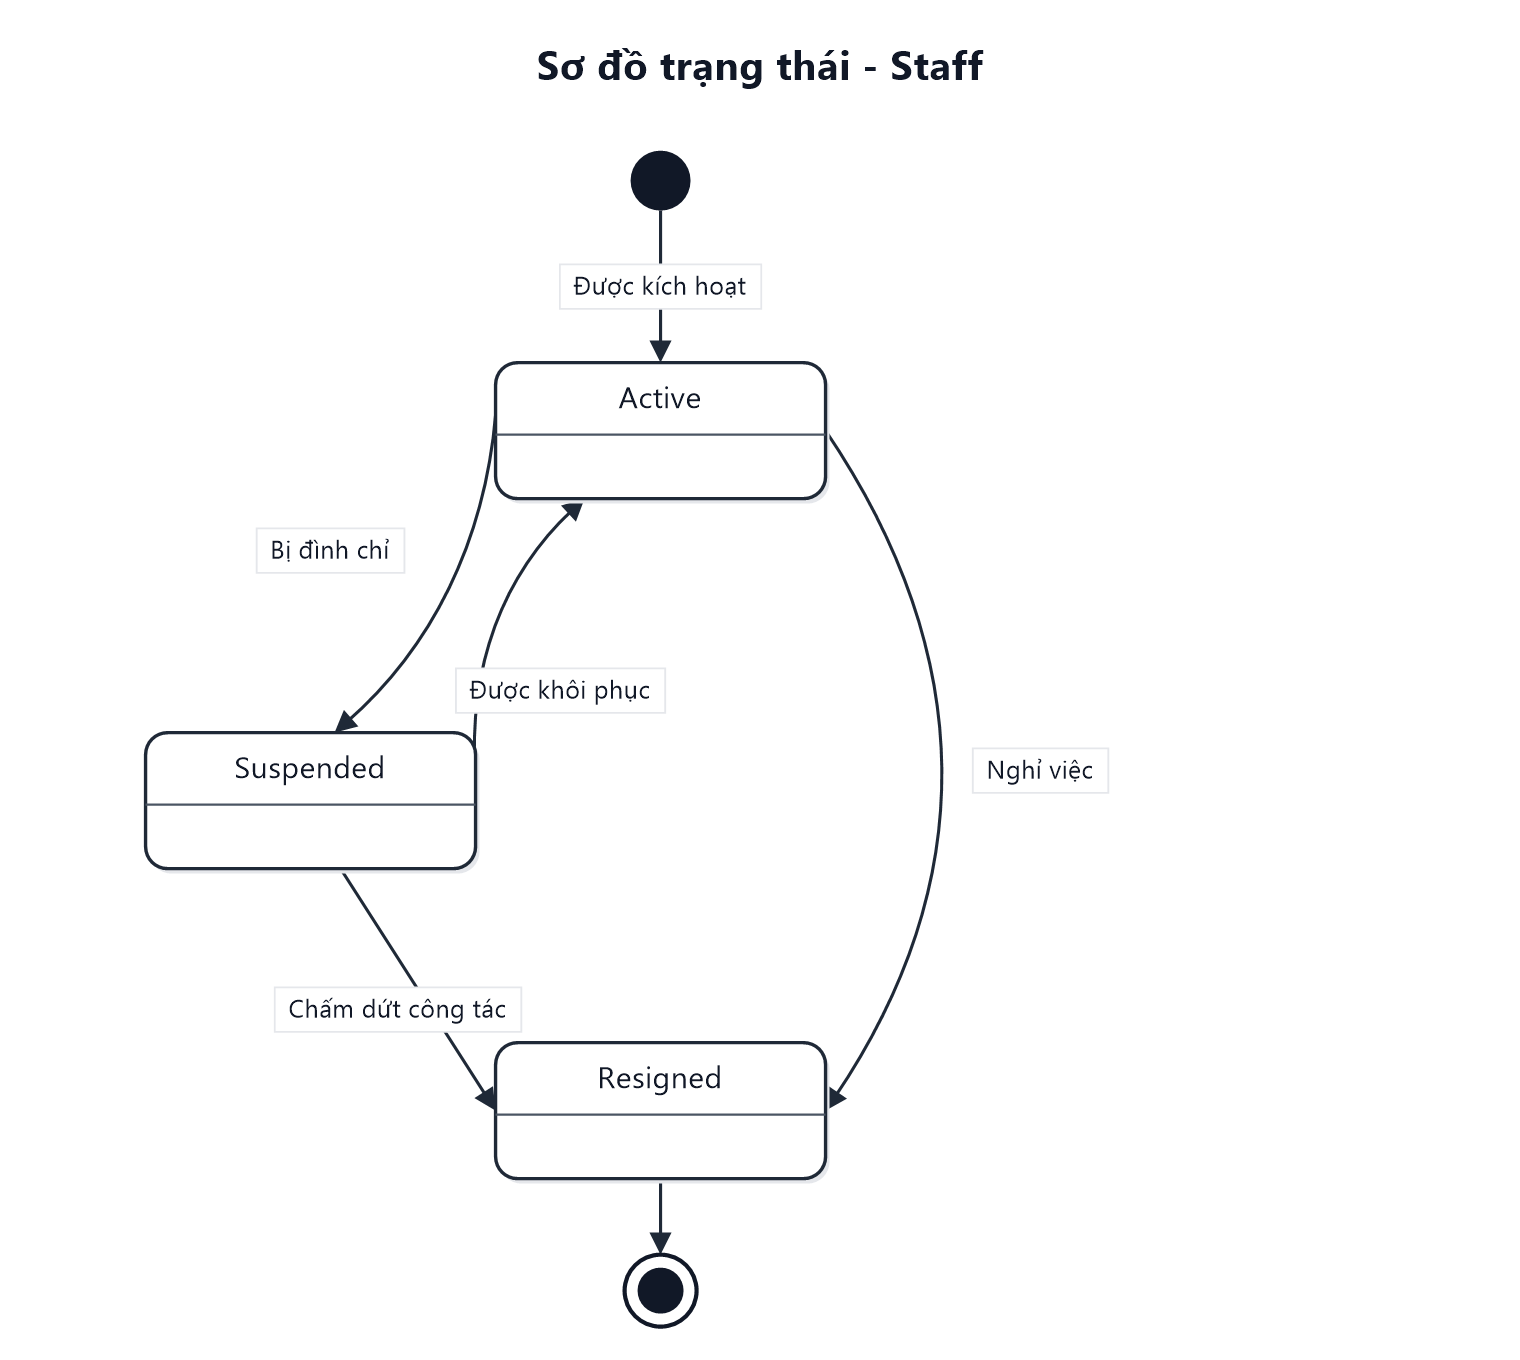 Sơ đồ trạng thái - Staff
Được kích hoạt
Active
Bị đình chỉ
Được khôi phục
Suspended
Nghỉ việc
Chấm dứt công tác
Resigned